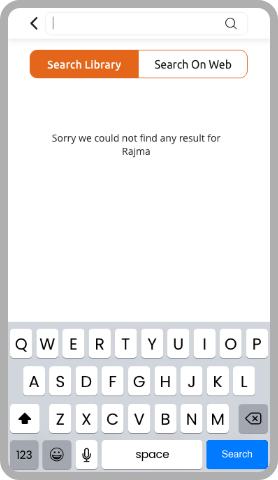 Search Library Search On Web
Sorry we could not find any result for
Rajma
Q W E R T Y U I O P
A S D F G H J K L
Z X C V B N M
123 space Search